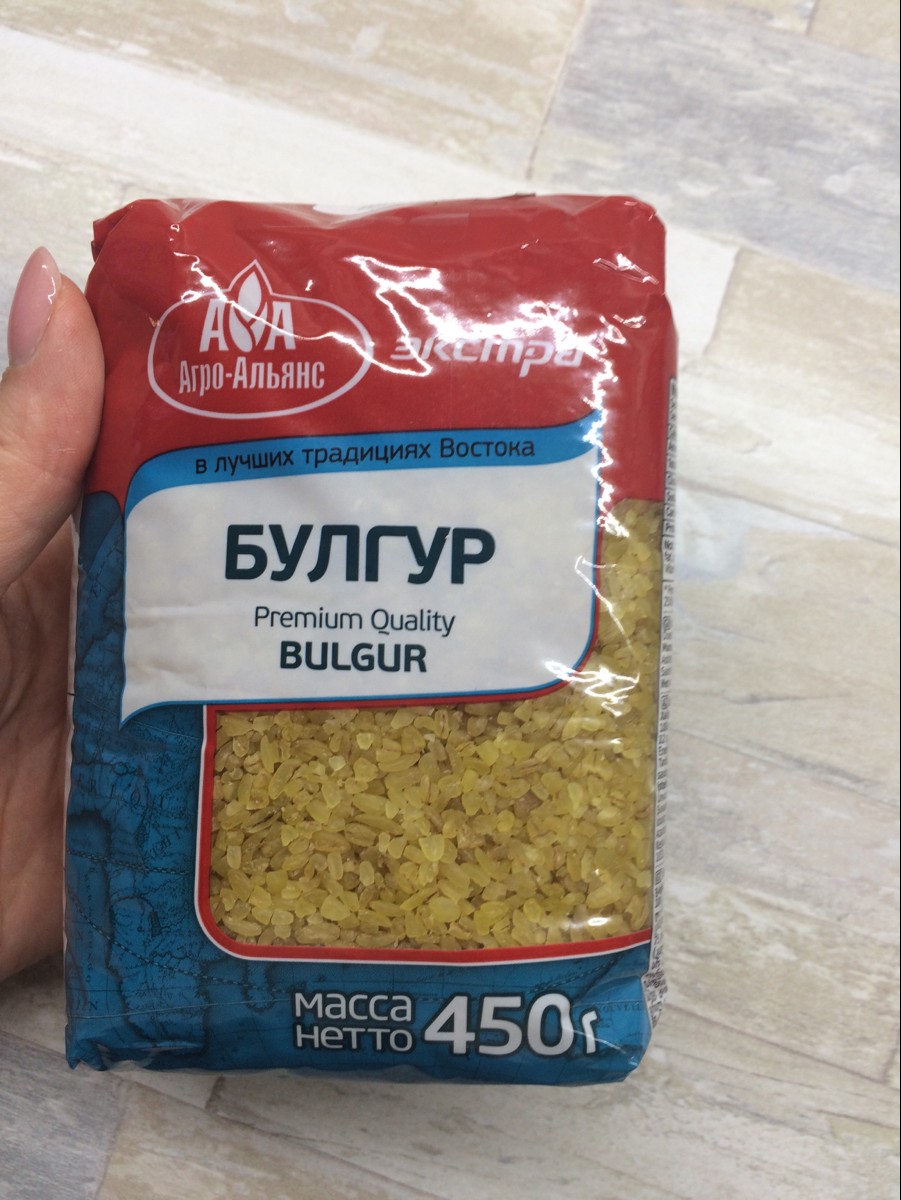 АА
Агро-Альянс
экстра
в лучших традициях Востока
БУЛГУР
Premium Quality
BULGUR
масса
нетто 450г